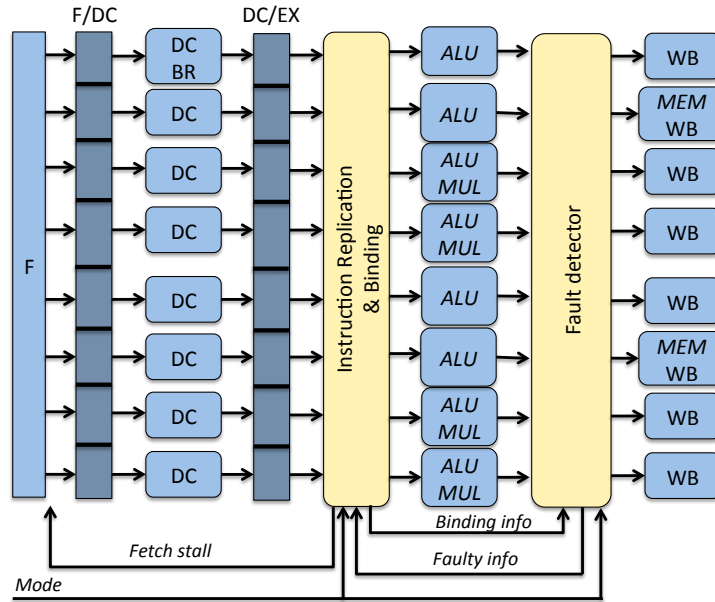 F/DC
DC/EX
F
DC
BR
DC
DC
DC
DC
DC
DC
DC
Instruction Replication
& Binding
ALU
ALU
ALU
MUL
ALU
MUL
ALU
ALU
ALU
MUL
ALU
MUL
Fault detector
WB
MEM
WB
WB
WB
WB
MEM
WB
WB
WB
Binding info
Fetch stall
Faulty info
Mode